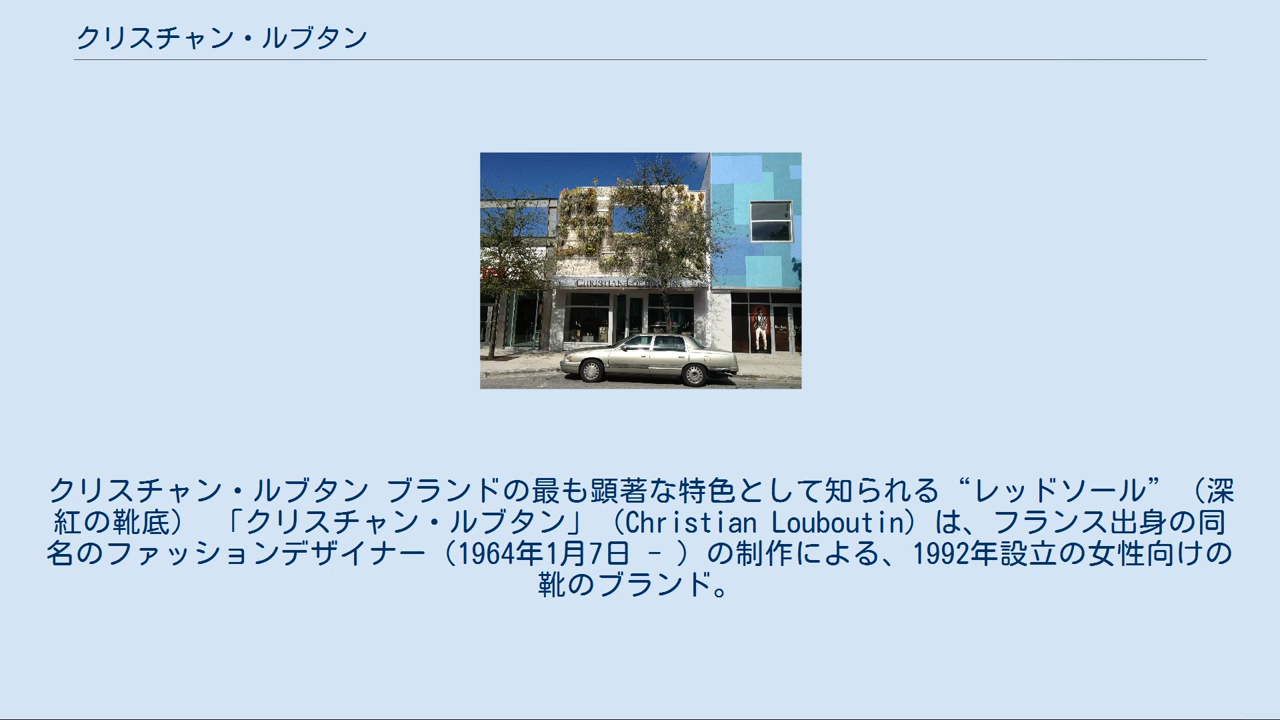 クリスチャン・ルブタン
クリスチャン・ルブタン ブランドの最も顕著な特色として知られる“レッドソール”（深
紅の靴底） 「クリスチャン・ルブタン」（Christian Louboutin）は、フランス出身の同
名のファッションデザイナー（1964年1月7日 - ）の制作による、1992年設立の女性向けの
靴のブランド。